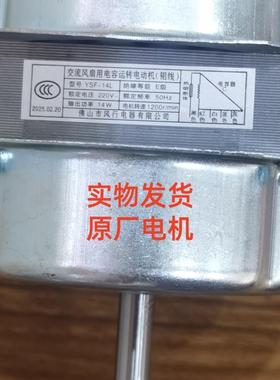 交流风扇用电容运转电动机(铝线)
型号 YSF-14L 绝缘等级 E级
额定电压 220V 额定频率 50Hz
输出功率 14W 电机转速 1200r/min
佛山市风行电器有限公司
2025.02.20
电容器
实物发货
原厂电机